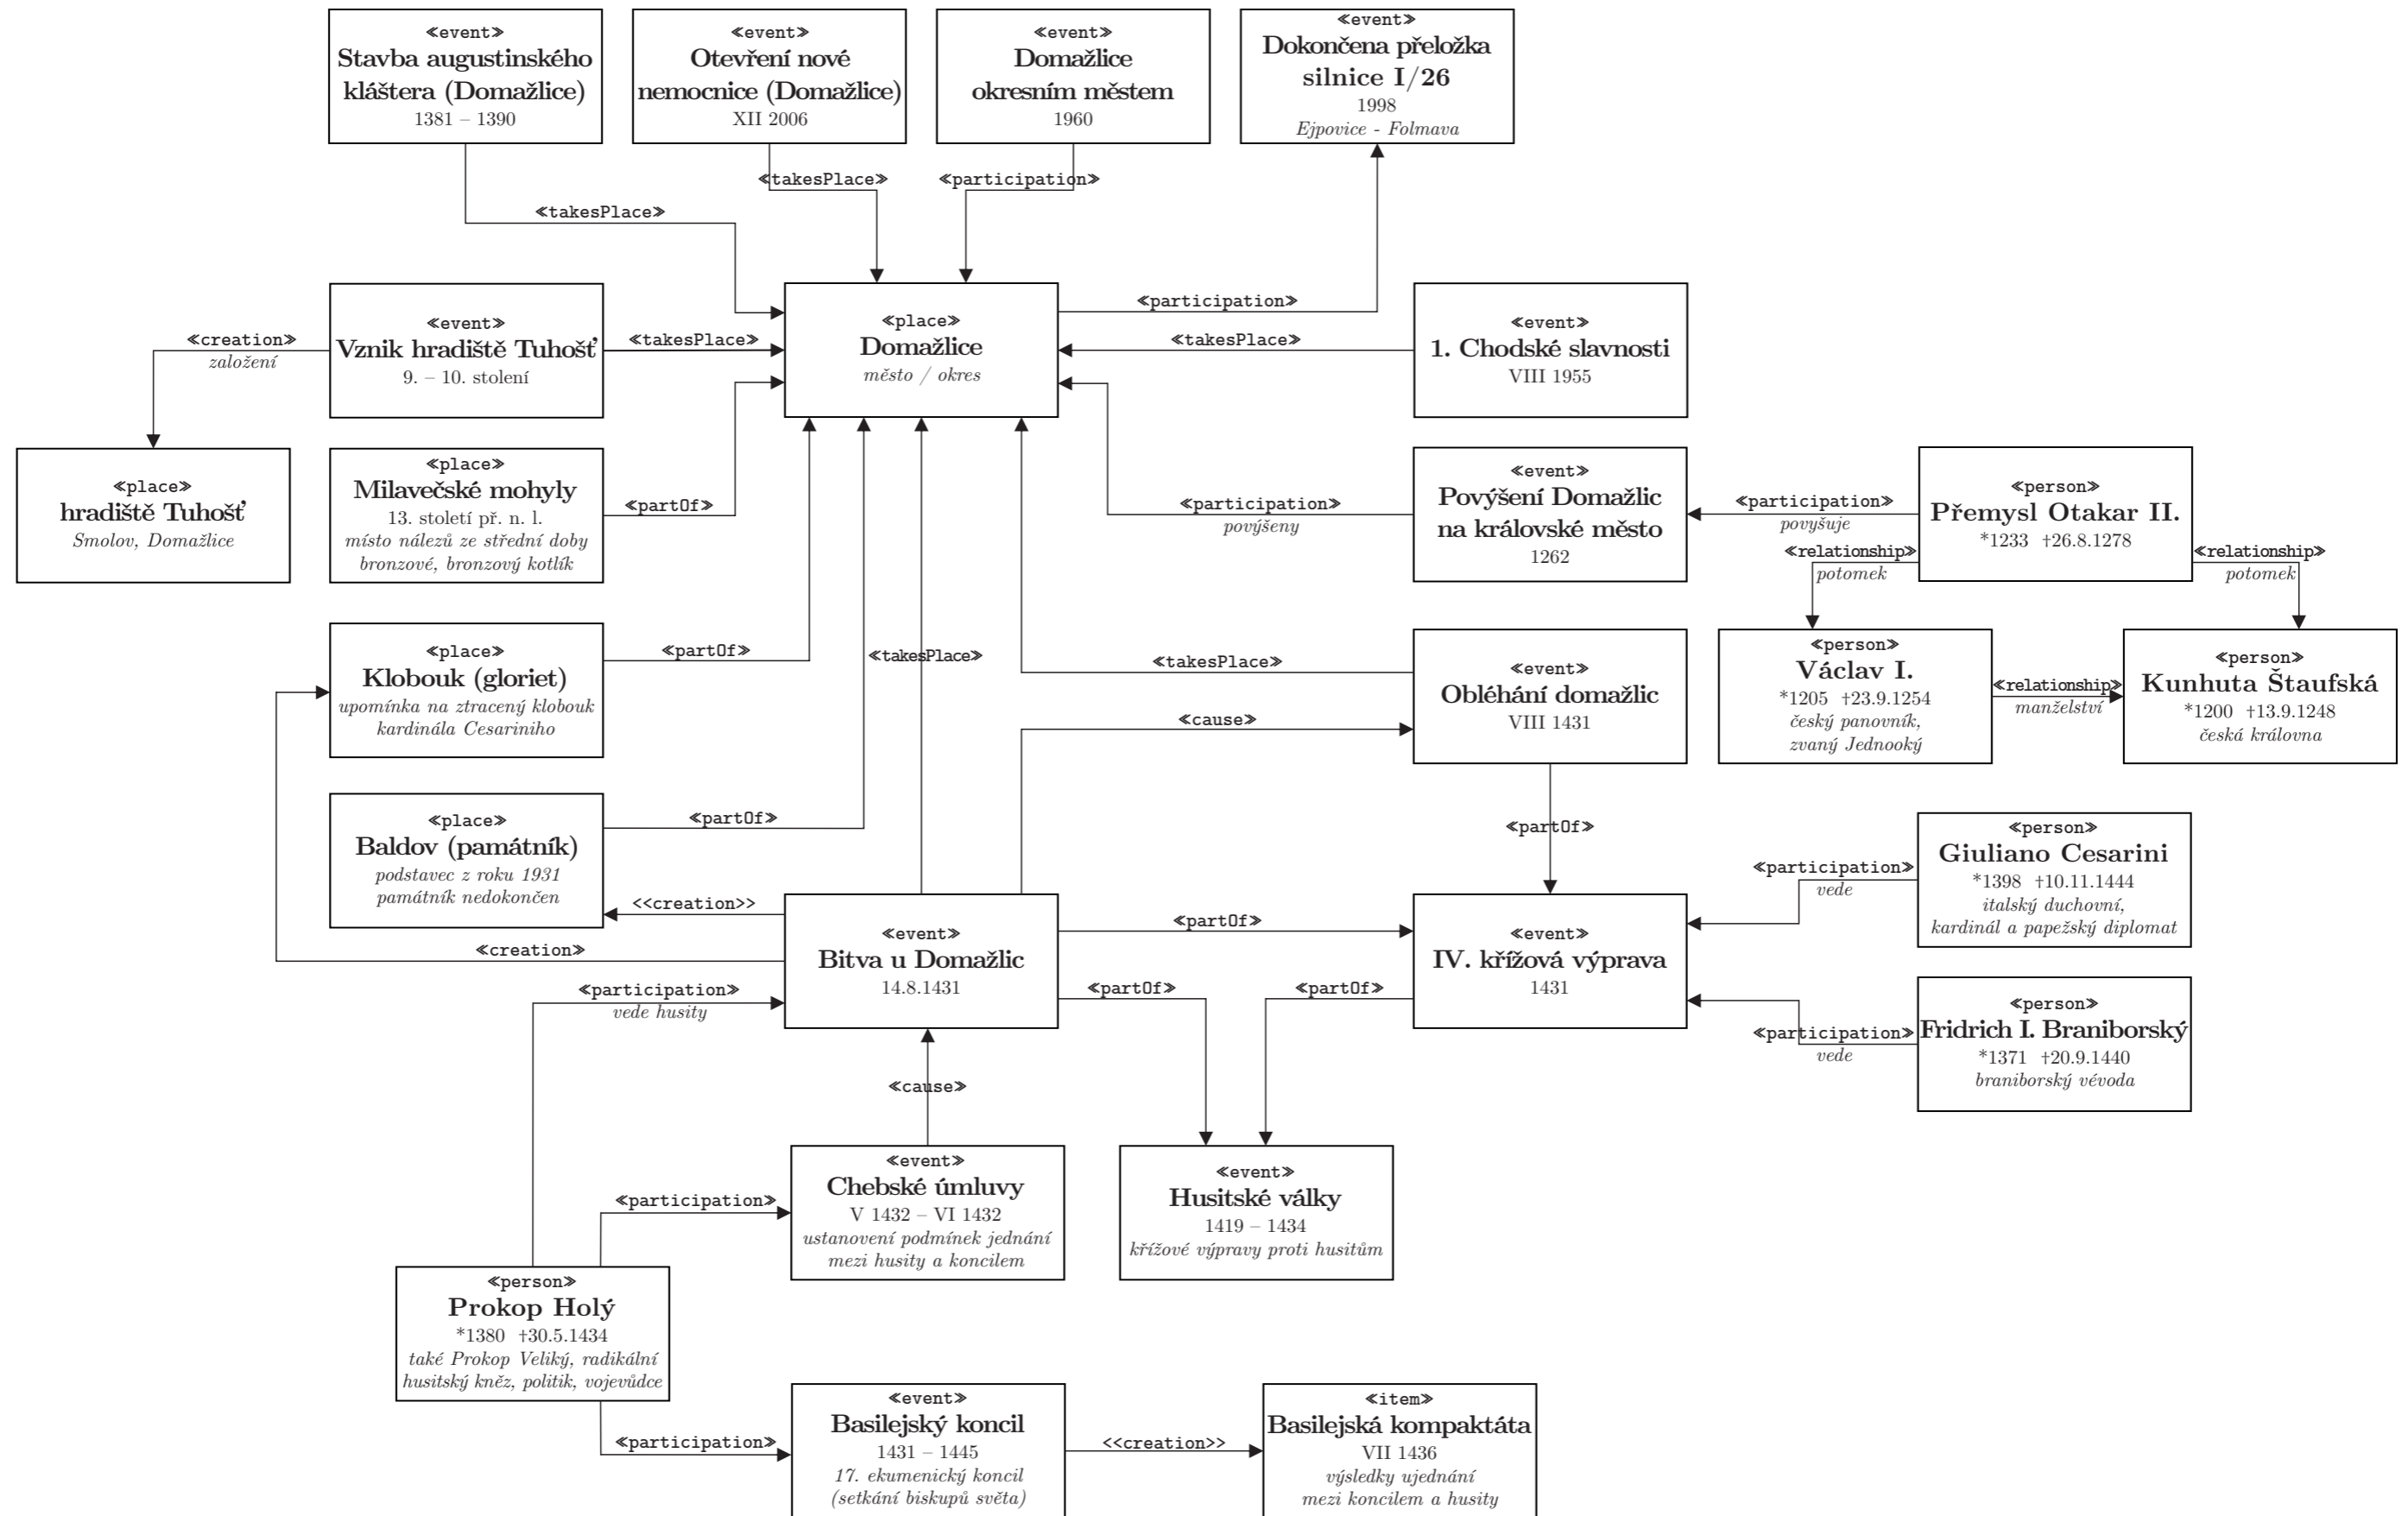 ≪event≫
Stavba augustinského
kláštera (Domažlice)
1381 – 1390
≪event≫
Otevření nové
nemocnice (Domažlice)
XII 2006
≪event≫
Domažlice
okresním městem
1960
≪event≫
Dokončena přeložka
silnice I/26
1998
Ejpovice - Folmava
≪takesPlace≫
≪participation≫
≪takesPlace≫
≪creation≫
založení
≪event≫
Vznik hradiště Tuhošť
9. – 10. století
≪takesPlace≫
≪place≫
Domažlice
město / okres
≪participation≫
≪takesPlace≫
≪event≫
1. Chodské slavnosti
VIII 1955
≪place≫
hradiště Tuhošť
Smolov, Domažlice
≪place≫
Milavečské mohyly
13. století př. n. l.
místo nálezů ze střední doby
bronzové, bronzový kotlík
≪partOf≫
≪participation≫
povýšeny
≪event≫
Povýšení Domažlic
na královské město
1262
≪participation≫
povyšuje
≪person≫
Přemysl Otakar II.
*1233 †26.8.1278
≪relationship≫
potomek
≪relationship≫
potomek
≪place≫
Klobouk (gloriet)
upomínka na ztracený klobouk
kardinála Cesariniho
≪partOf≫
≪takesPlace≫
≪takesPlace≫
≪cause≫
≪event≫
Obléhání domažlic
VIII 1431
≪person≫
Václav I.
*1205 †23.9.1254
český panovník,
zvaný Jednooký
≪relationship≫
manželství
≪person≫
Kunhuta Štaufská
*1200 †13.9.1248
česká královna
≪place≫
Baldov (památník)
podstavec z roku 1931
památník nedokončen
≪partOf≫
≪partOf≫
<<creation>>
≪creation≫
≪participation≫
vede husity
≪event≫
Bitva u Domažlic
14.8.1431
≪partOf≫
≪partOf≫
≪partOf≫
≪event≫
IV. křížová výprava
1431
≪participation≫
vede
≪person≫
Giuliano Cesarini
*1398 †10.11.1444
italský duchovní,
kardinál a papežský diplomat
≪participation≫
vede
≪person≫
Fridrich I. Braniborský
*1371 †20.9.1440
braniborský vévoda
≪cause≫
≪participation≫
≪event≫
Chebské úmluvy
V 1432 – VI 1432
ustanovení podmínek jednání
mezi husity a koncilem
≪event≫
Husitské války
1419 – 1434
křížové výpravy proti husitům
≪person≫
Prokop Holý
*1380 †30.5.1434
také Prokop Veliký, radikální
husitský kněz, politik, vojevůdce
≪participation≫
≪event≫
Basilejský koncil
1431 – 1445
17. ekumenický koncil
(setkání biskupů světa)
<<creation>>
≪item≫
Basilejská kompaktáta
VII 1436
výsledky ujednání
mezi koncilem a husity